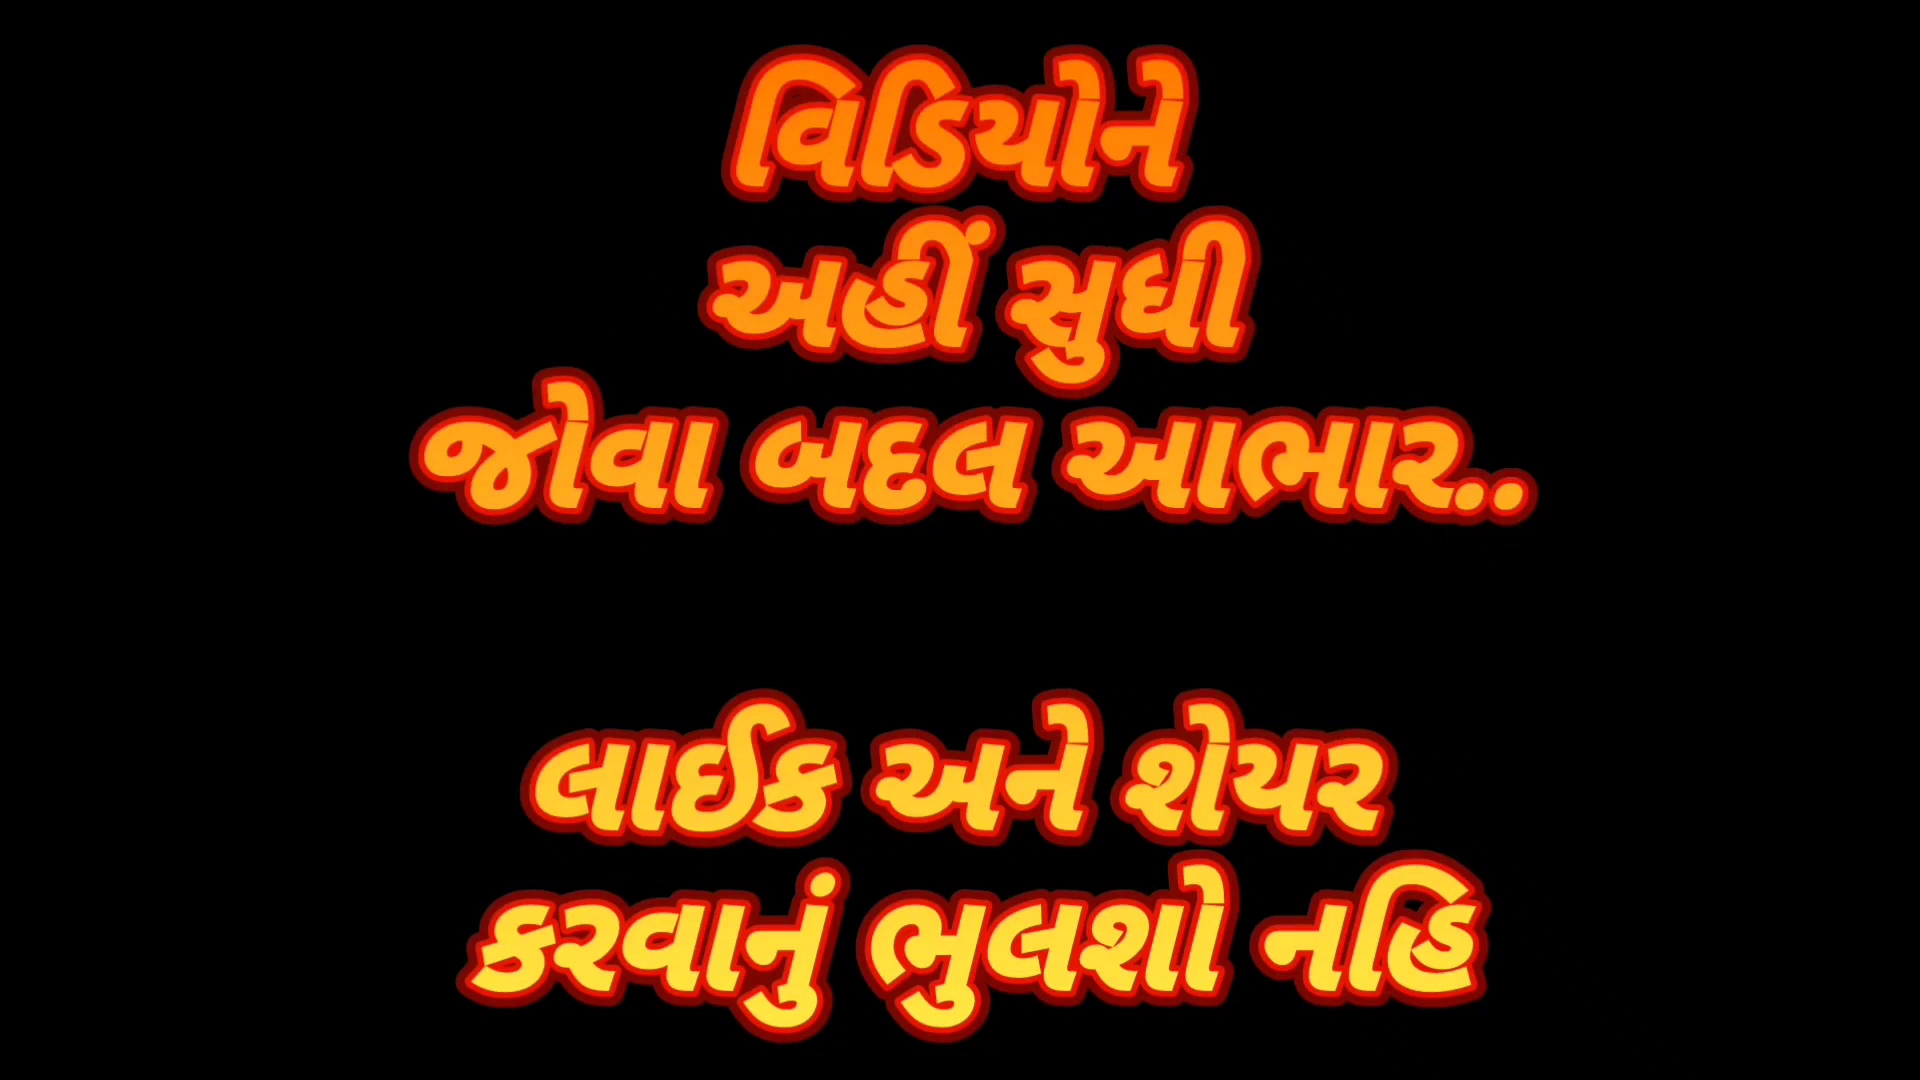 વિડિયોને
અહીં સુધી
જોવા બદલ આભાર..
લાઈક અને શેયર
કરવાનું ભુલશો નહિ